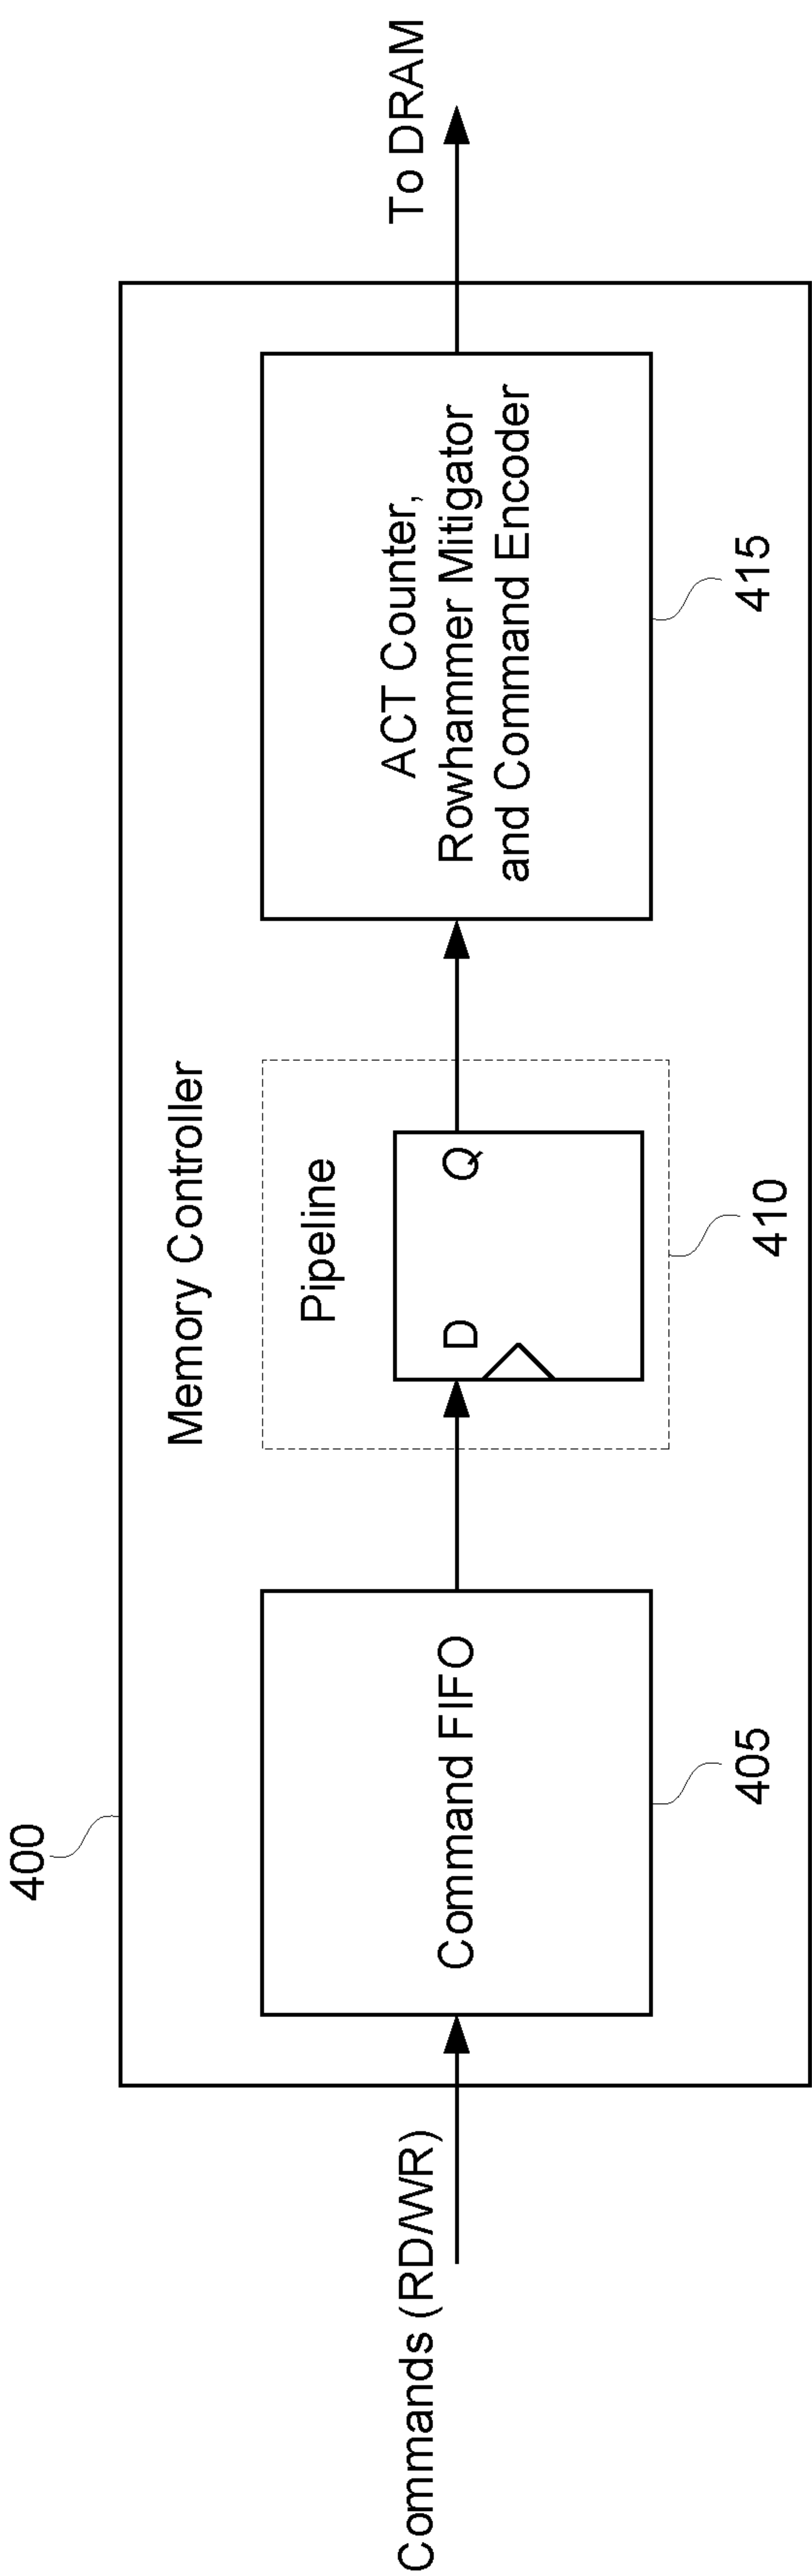 400
Memory Controller
Commands (RD/WR)
Command FIFO
405
Pipeline
D
Q
410
ACT Counter,
Rowhammer Mitigator
and Command Encoder
415
To DRAM